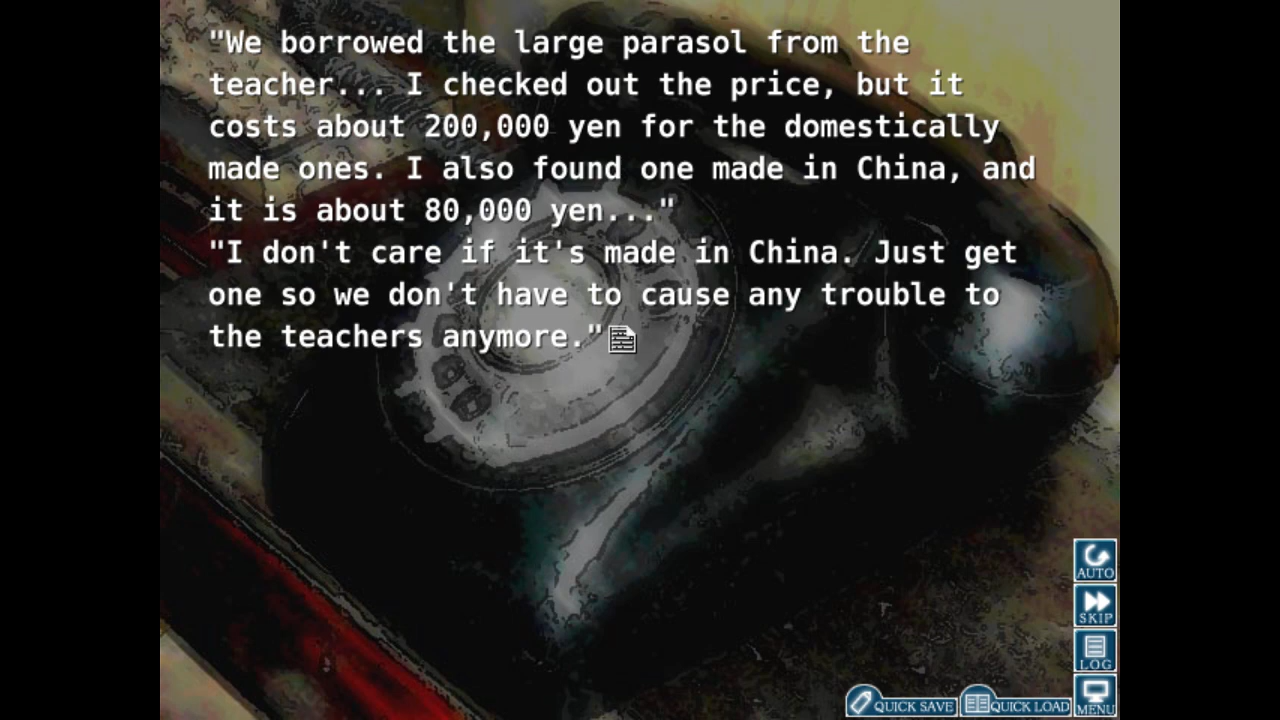 "We borrowed the large parasol from the
teacher... I checked out the price, but it
costs about 200,000 yen for the domestically
made ones. I also found one made in China, and
it is about 80,000 yen..."
"I don't care if it's made in China. Just get
one so we don't have to cause any trouble to
the teachers anymore."
AUTO
SKIP
LOG
QUICK SAVE QUICK LOAD MENU